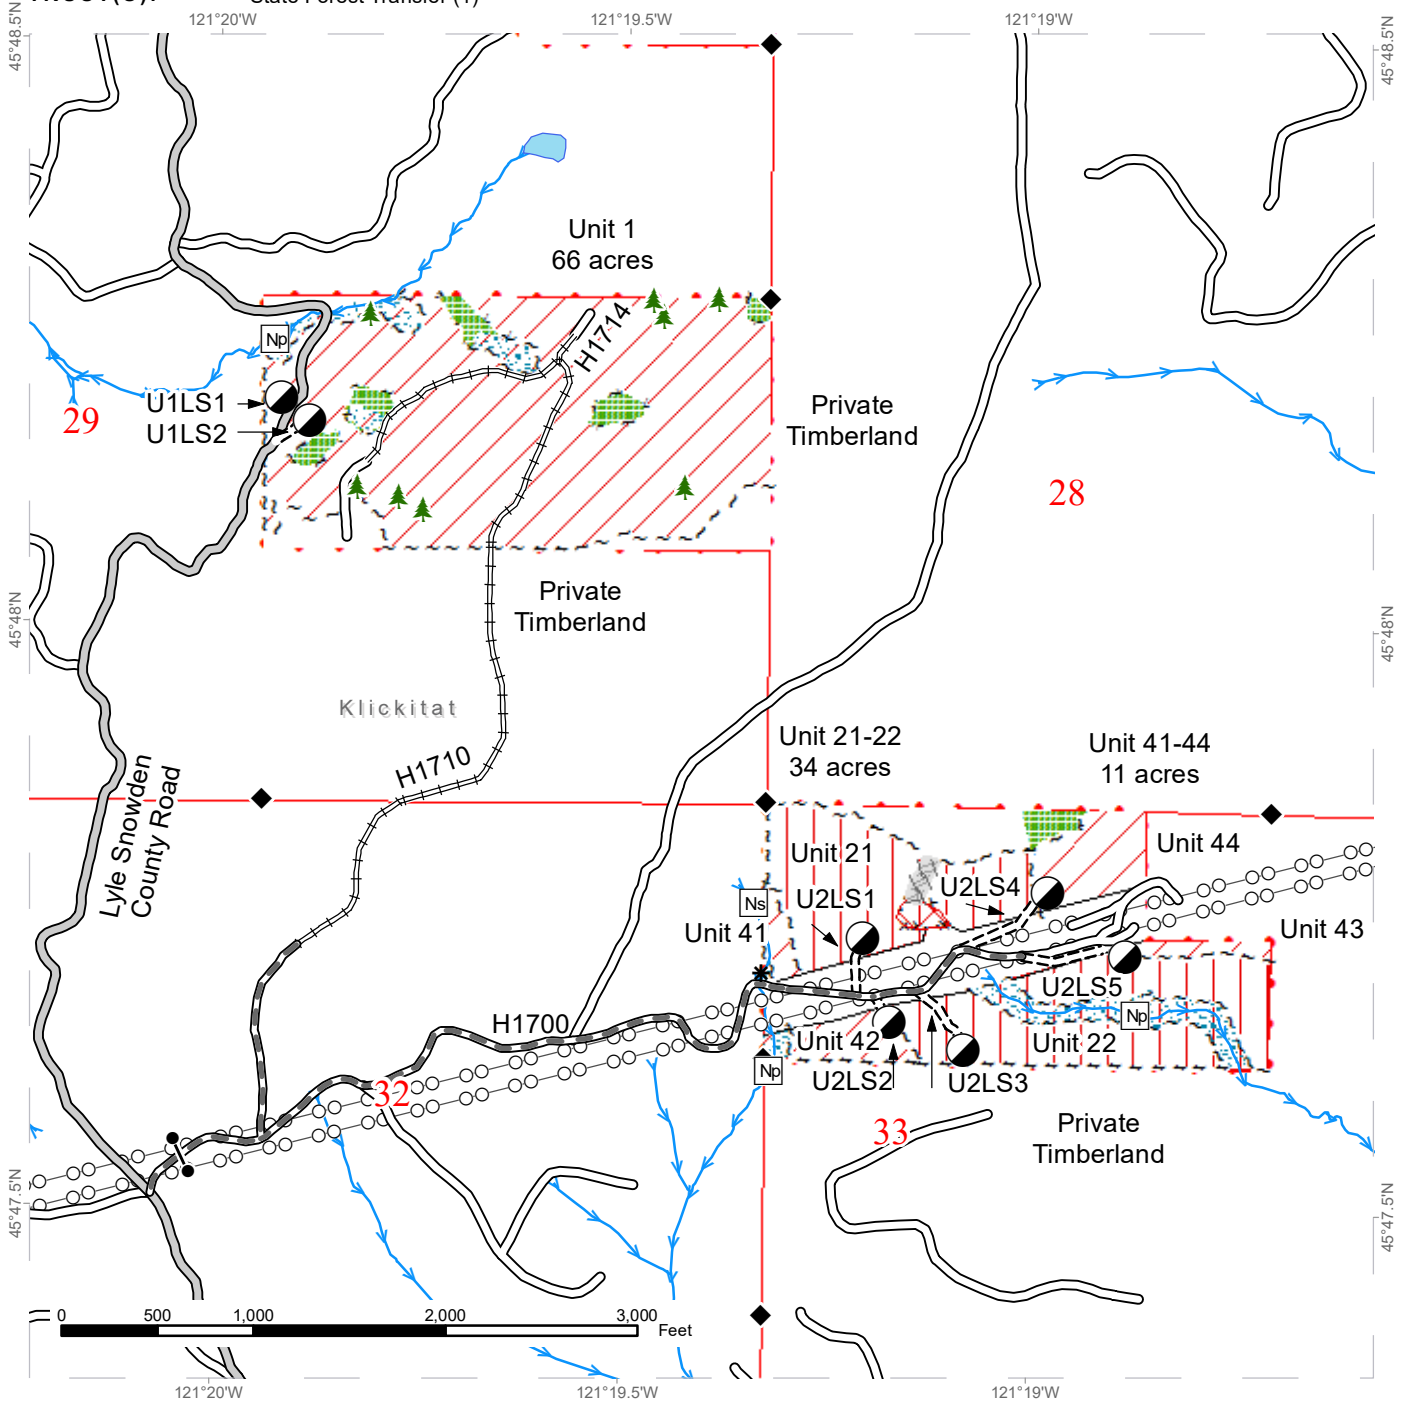 State Forest Transfer (1)
121°20'W
121°19.5'W
121°19'W
45°48.5'N
45°48.5'N
Unit 1
66 acres
H1714
Np
U1LS1
U1LS2
29
Private
Timberland
28
Private
Timberland
45°48'N
45°48'N
Klickitat
H1710
Unit 21-22
34 acres
Unit 41-44
11 acres
Lyle Snowden
County Road
Unit 21
Unit 44
U2LS1
U2LS4
Ns
Unit 41
Unit 43
U2LS5
H1700
Np
Unit 42
Unit 22
Np
U2LS2
U2LS3
32
33
Private
Timberland
45°47.5'N
45°47.5'N
0 500 1,000 2,000 3,000
Feet
121°20'W
121°19.5'W
121°19'W